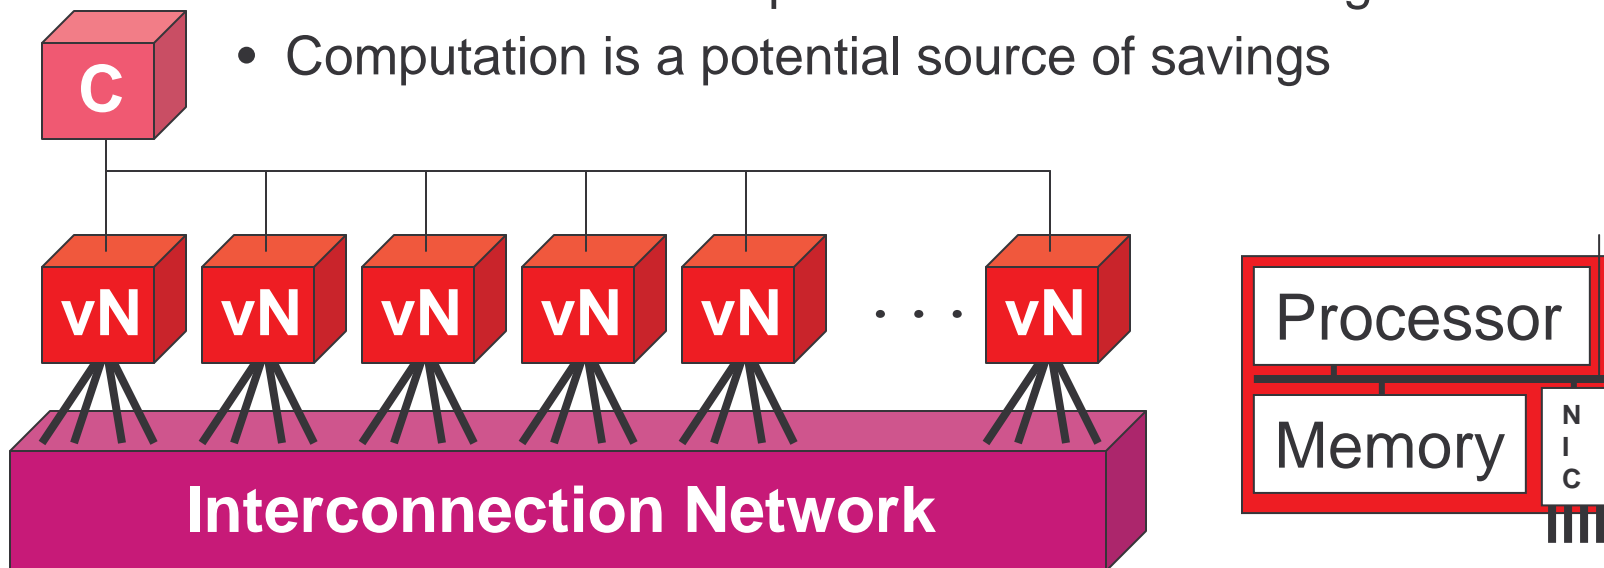 • Computation is a potential source of savings
C
vN vN vN vN vN . . . vN
Interconnection Network
Processor
Memory
N
I
C